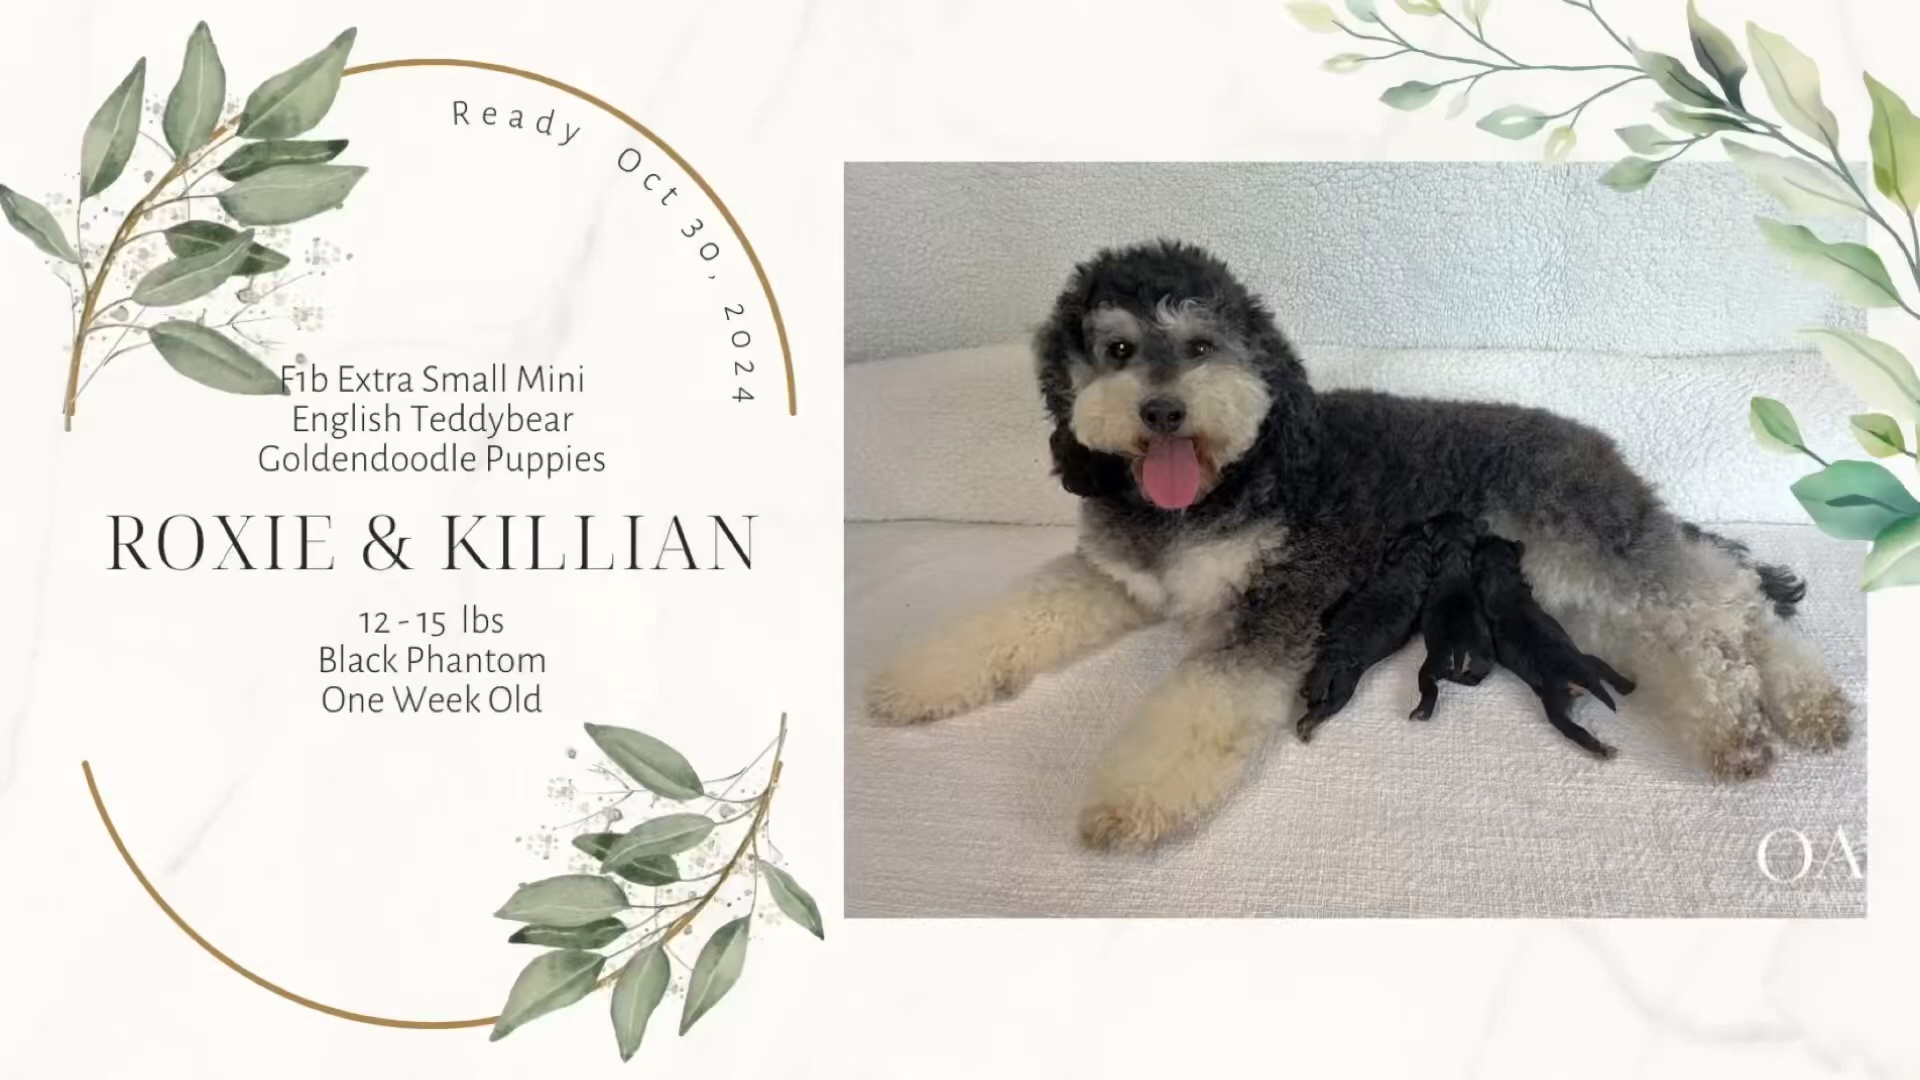 Ready Oct 30, 2024
F1b Extra Small Mini
English Teddybear
Goldendoodle Puppies
ROXIE & KILLIAN
12 - 15 lbs
Black Phantom
One Week Old
OA